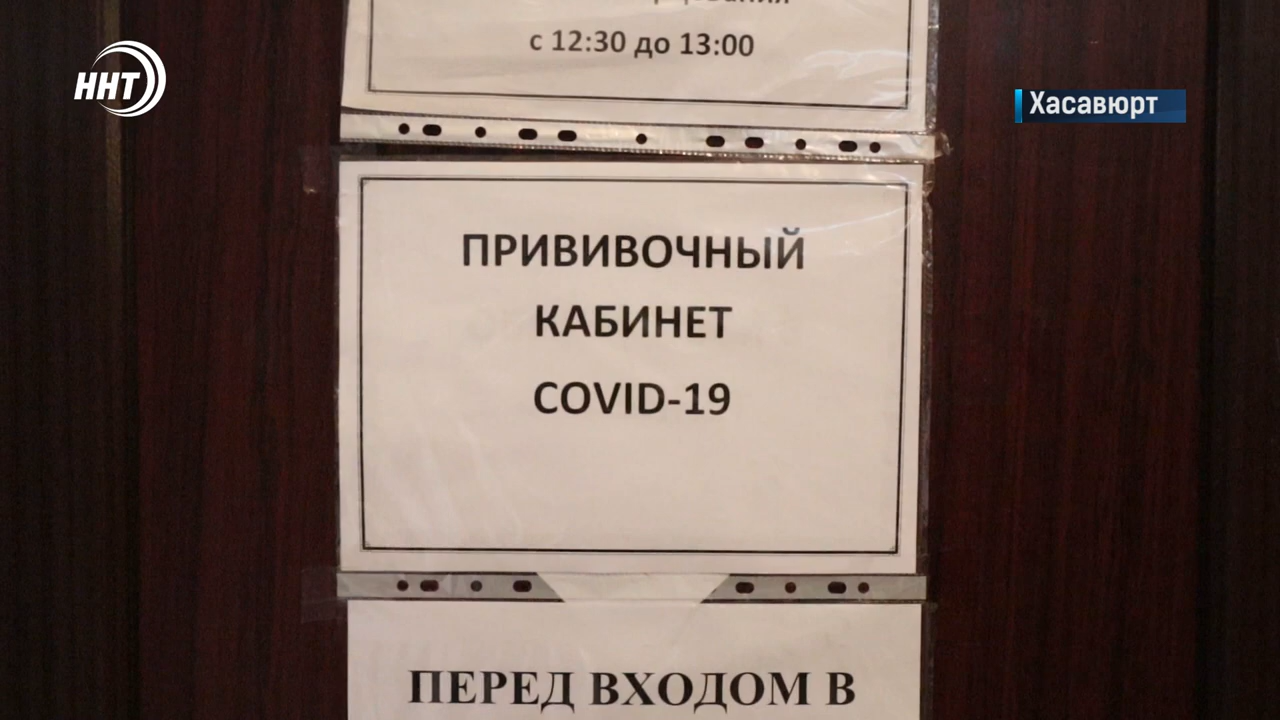 с 12:30 до 13:00
ННТ
Хасавюрт
ПРИВИВОЧНЫЙ
КАБИНЕТ
COVID-19
ПЕРЕД ВХОДОМ В